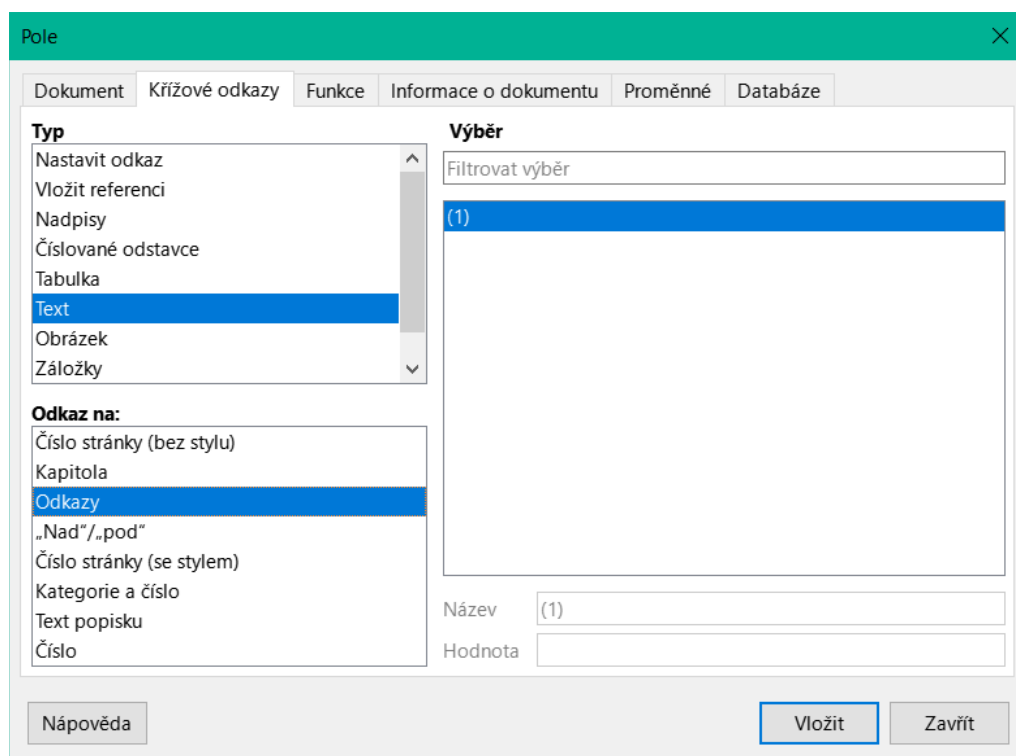 Pole
Dokument Křížové odkazy Funkce Informace o dokumentu Proměnné Databáze
Typ
Nastavit odkaz
Vložit referenci
Nadpisy
Číslované odstavce
Tabulka
Text
Obrázek
Záložky
Odkaz na:
Číslo stránky (bez stylu)
Kapitola
Odkazy
„Nad“/„pod“
Číslo stránky (se stylem)
Kategorie a číslo
Text popisku
Číslo
Výběr
Filtrovat výběr
(1)
Název (1)
Hodnota
Nápověda Vložit Zavřít